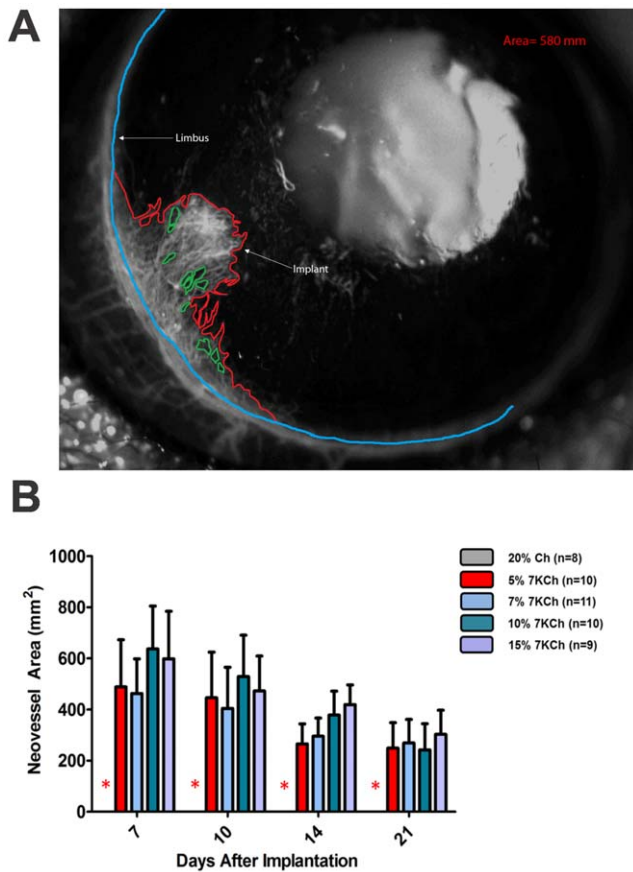 A
Area= 580 mm
Limbus
Implant
B
1000
800
600
400
200
0
Neovessel Area (mm²)
*
*
*
*
7
10
14
21
Days After Implantation
20% Ch (n=8)
5% 7KCh (n=10)
7% 7KCh (n=11)
10% 7KCh (n=10)
15% 7KCh (n=9)